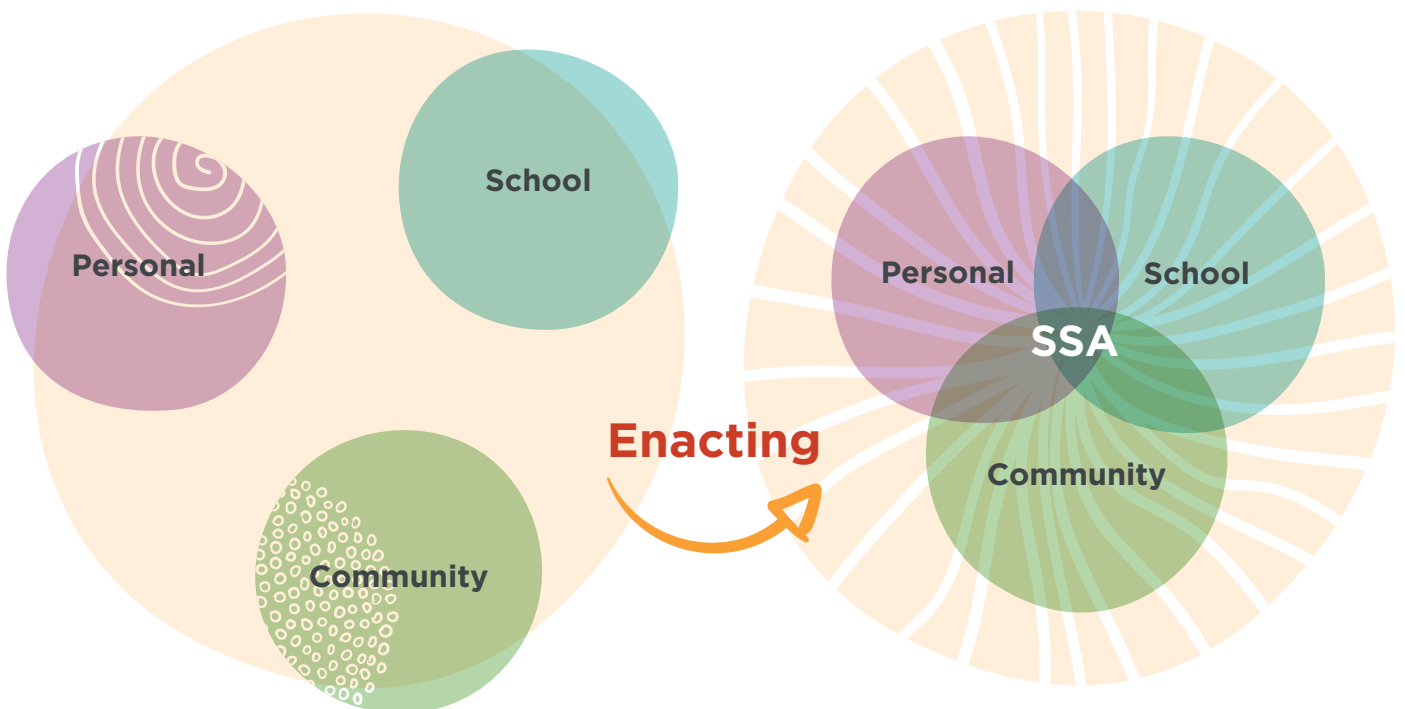 School
Personal
Community
Enacting
Personal
School
SSA
Community